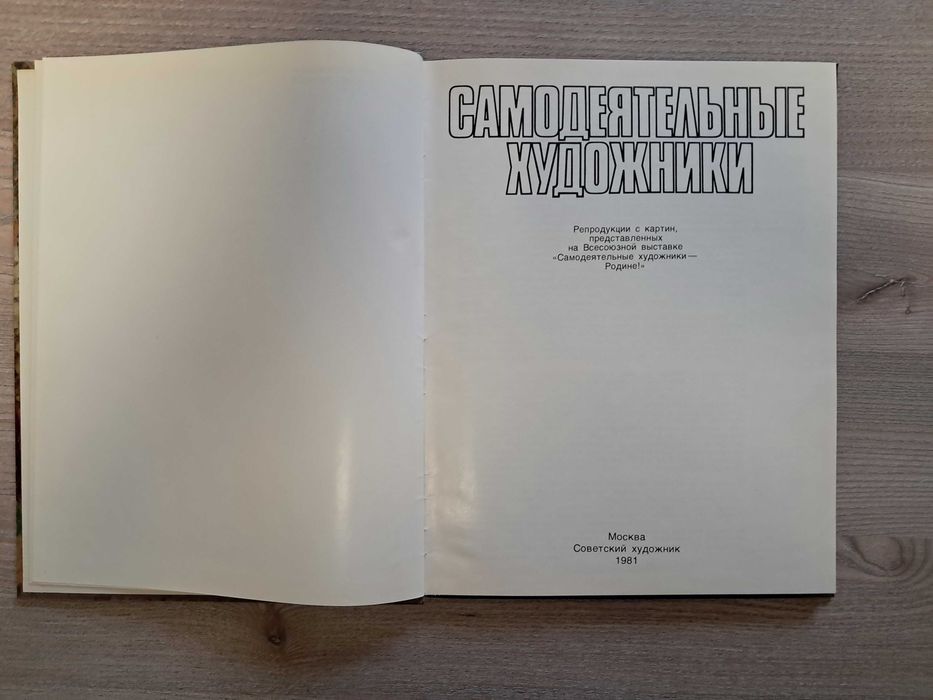 САМОДЕЯТЕЛЬНЫЕ
ХУДОЖНИКИ
Репродукции с картин,
представленных
на Всесоюзной выставке
«Самодеятельные художники —
Родине!»
Москва
Советский художник
1981